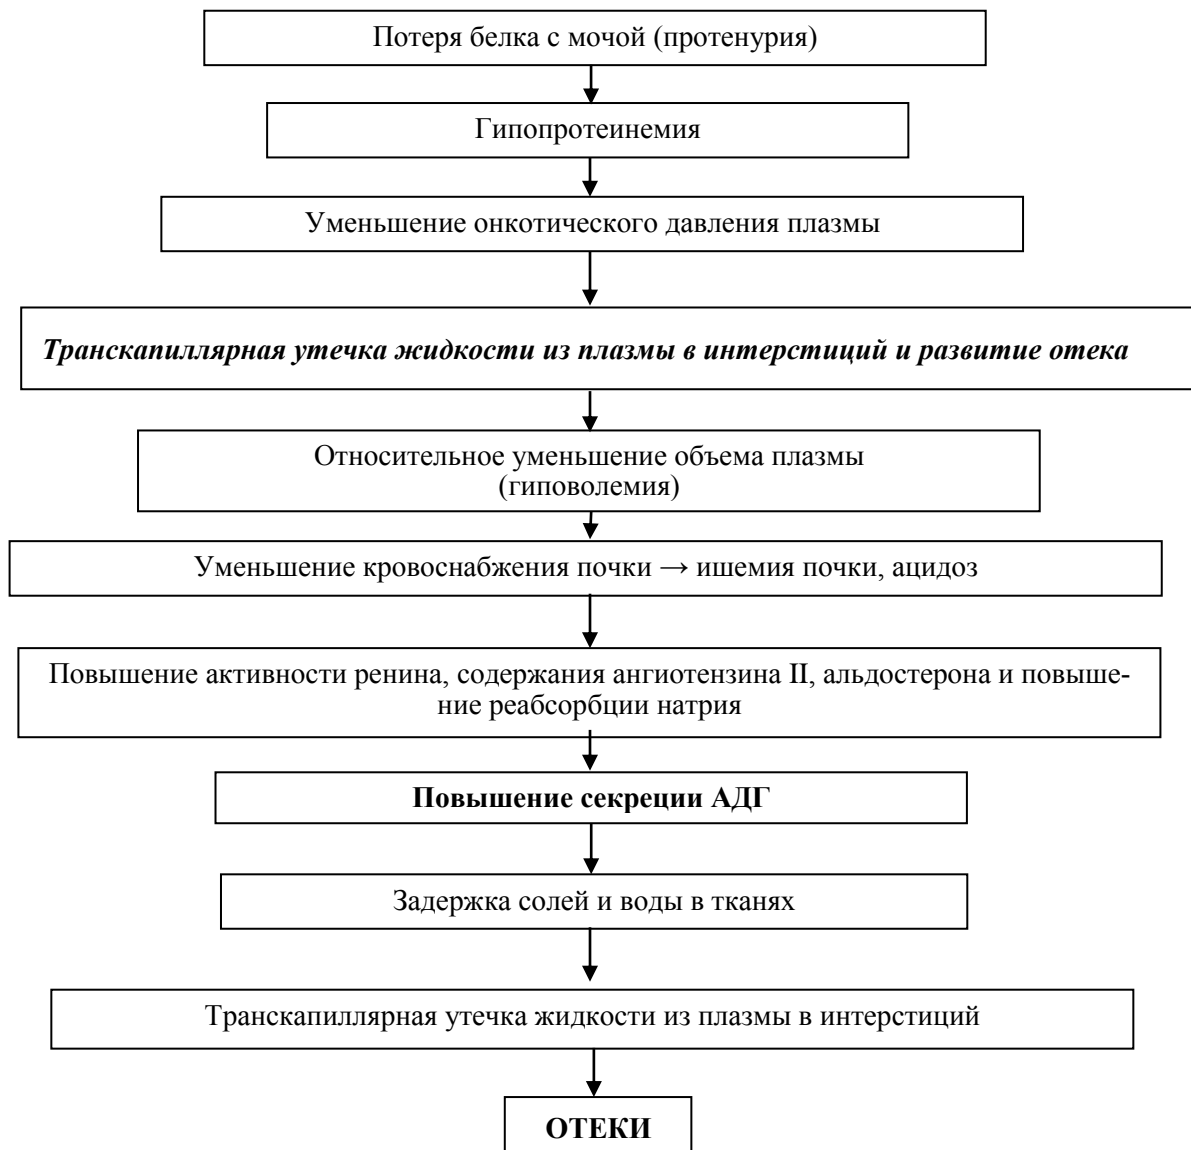 Потеря белка с мочой (протенурия)
Гипопротеинемия
Уменьшение онкотического давления плазмы
Транскапиллярная утечка жидкости из плазмы в интерстиций и развитие отека
Относительное уменьшение объема плазмы
(гиповолемия)
Уменьшение кровоснабжения почки → ишемия почки, ацидоз
Повышение активности ренина, содержания ангиотензина II, альдостерона и повыше-
ние реабсорбции натрия
Повышение секреции АДГ
Задержка солей и воды в тканях
Транскапиллярная утечка жидкости из плазмы в интерстиций
ОТЕКИ